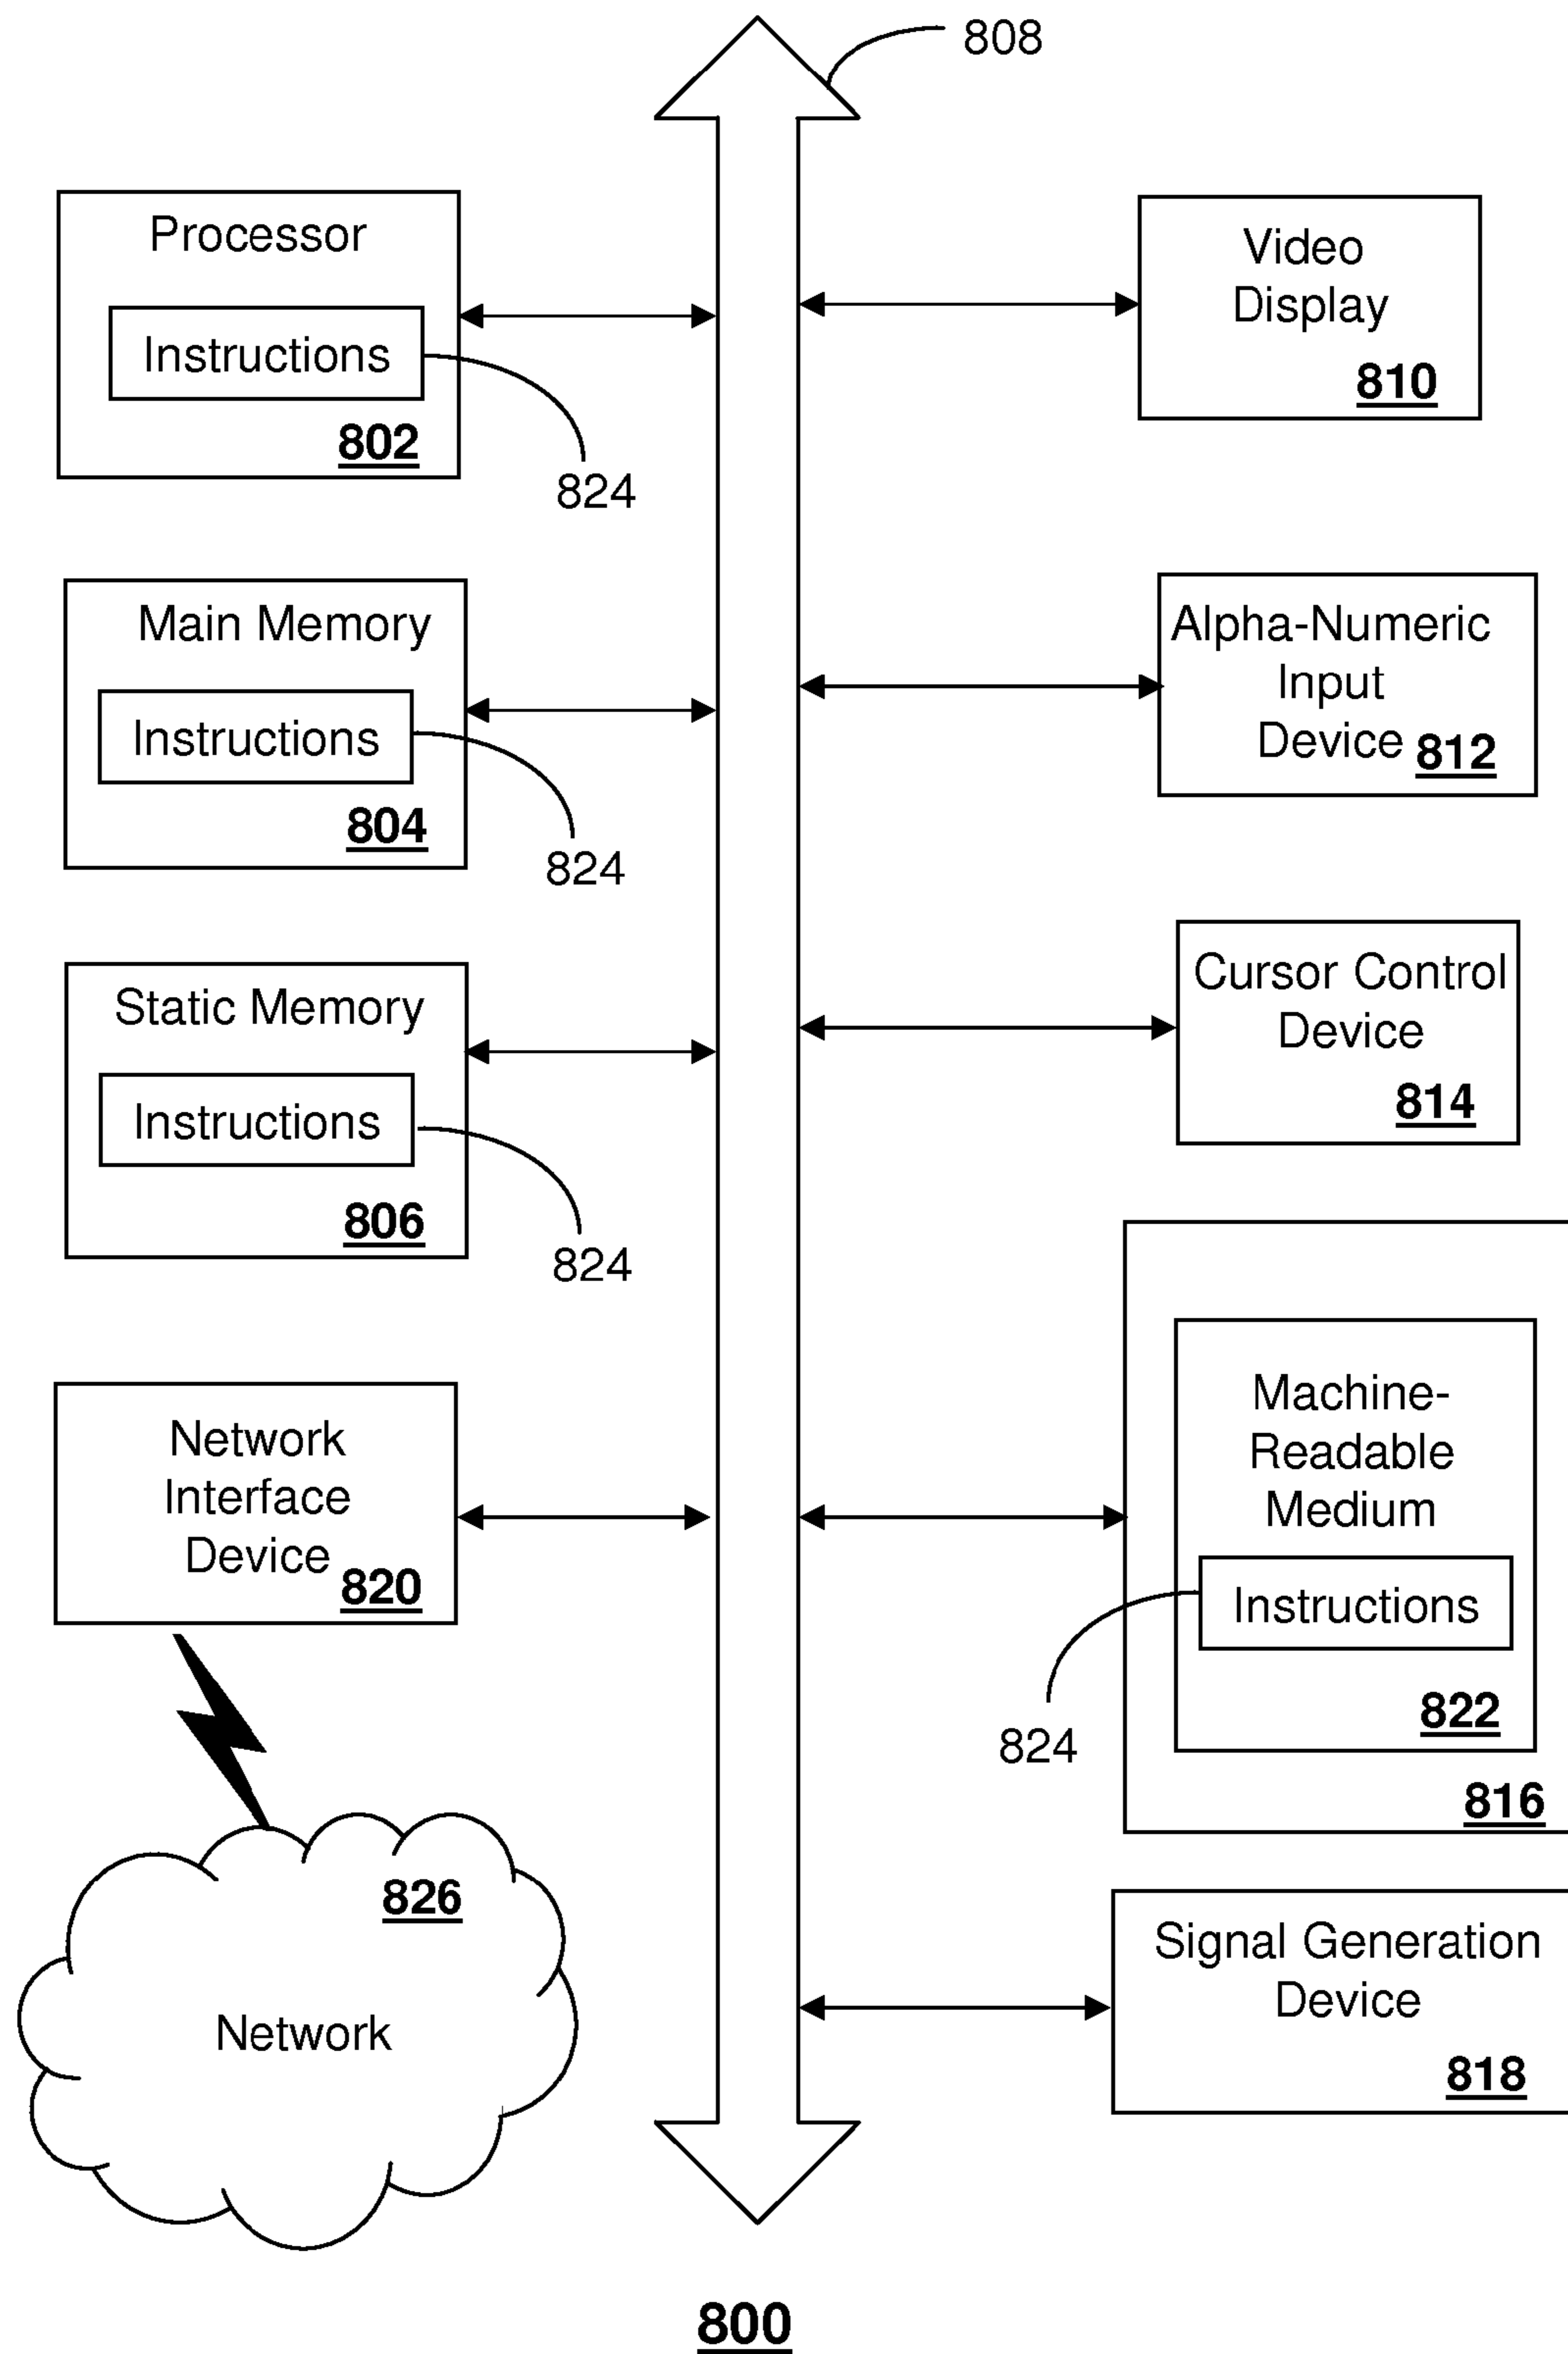 808
Processor
Instructions
802
824
Main Memory
Instructions
804
824
Static Memory
Instructions
806
824
Network
Interface
Device
820
826
Network
Video
Display
810
Alpha-Numeric
Input
Device
812
Cursor Control
Device
814
Machine-
Readable
Medium
Instructions
822
824
816
Signal Generation
Device
818
800